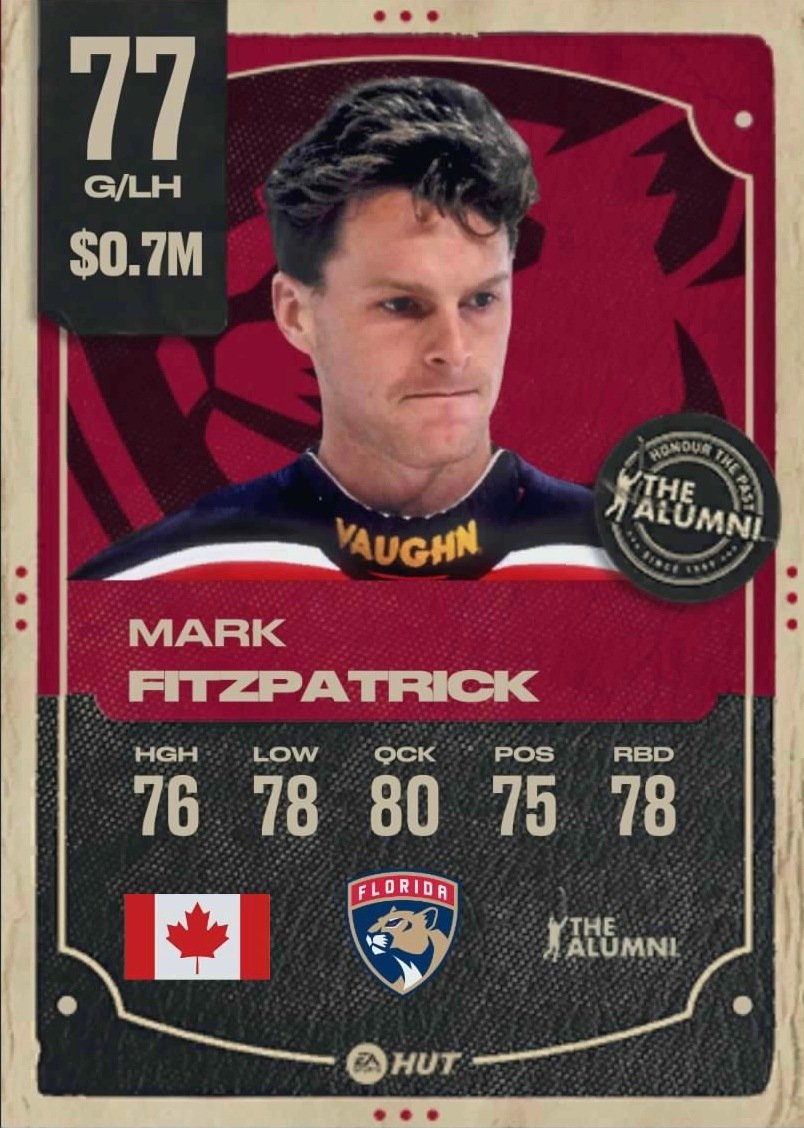 77
G/LH
$0.7M
HONOUR THE PAST
THE
ALUMNI
VAUGHN
MARK
FITZPATRICK
HGH LOW QCK POS RBD
76 78 80 75 78
FLORIDA
THE
ALUMNI
EA
HUT